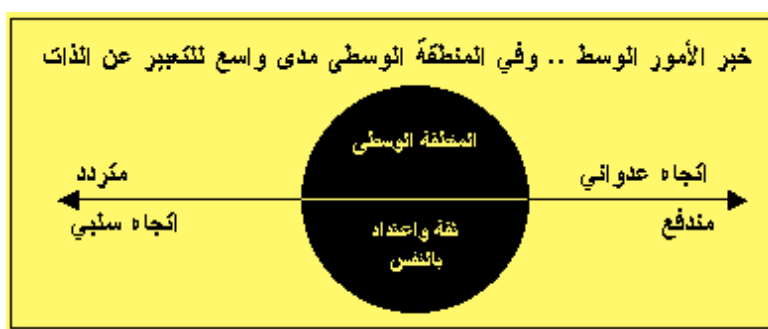 خير الأمور الوسط .. وفي المنطقة الوسطى مدى واسع للتعبير عن الذات
المنطقة الوسطى
اتجاه عدواني
متردد
مندفع
ثقة واعتداد
بالنفس
اتجاه سلبي